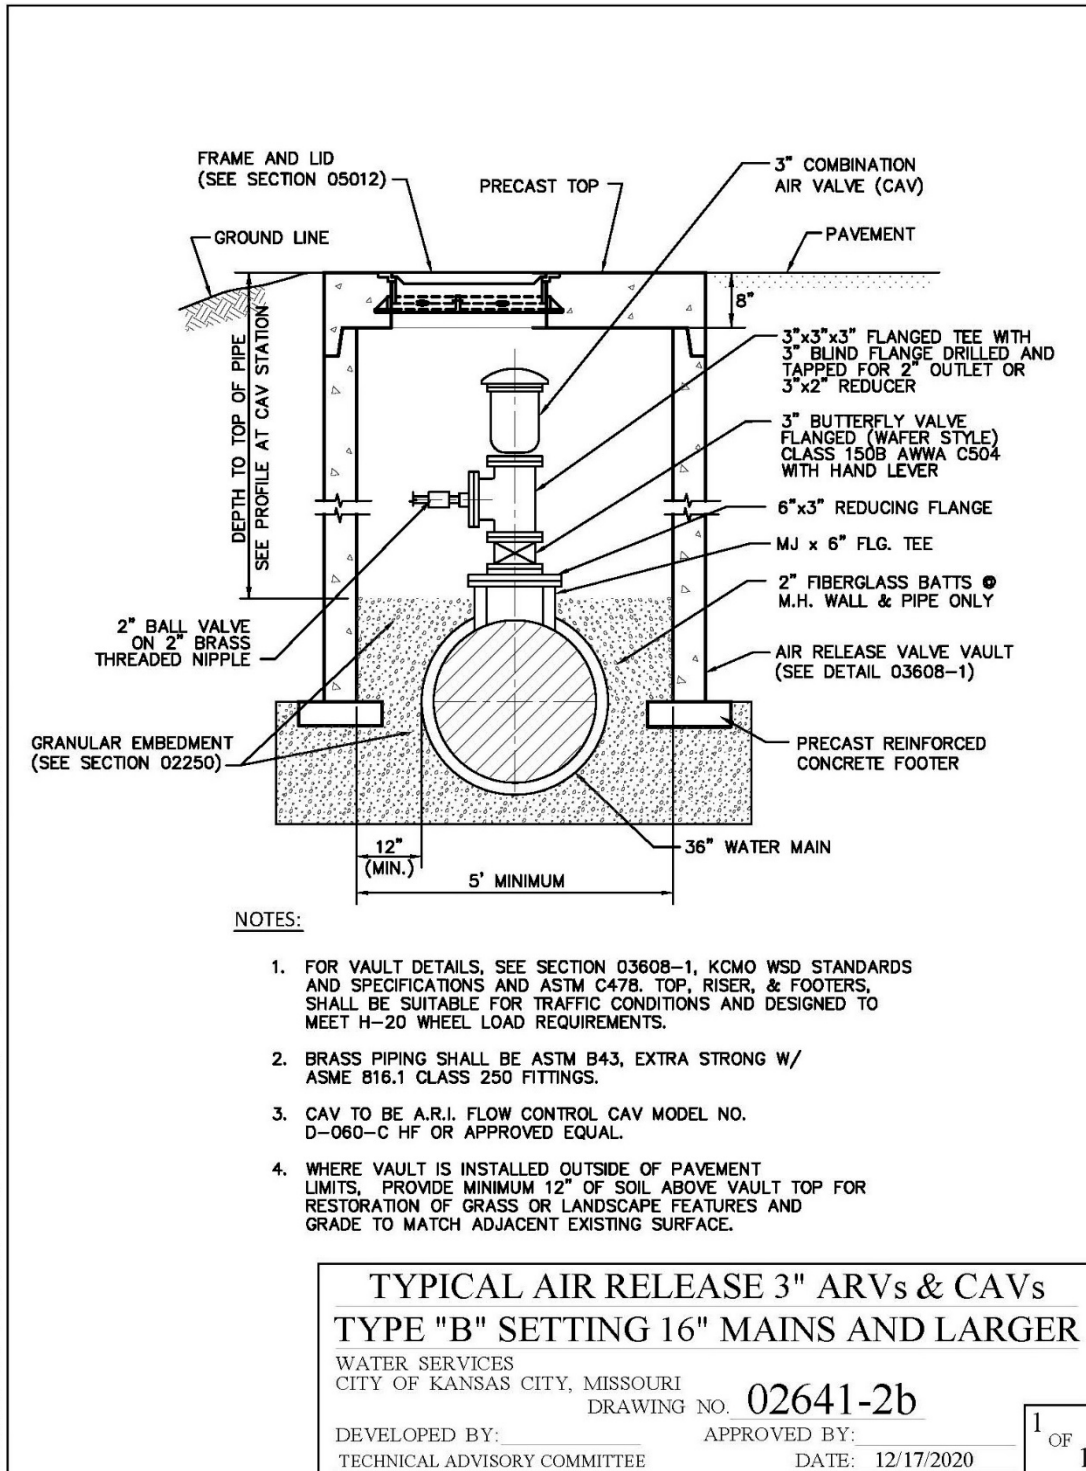 FRAME AND LID
(SEE SECTION 05012)
PRECAST TOP
3" COMBINATION
AIR VALVE (CAV)
GROUND LINE
PAVEMENT
8"
DEPTH TO TOP OF PIPE
SEE PROFILE AT CAV STATION
3"x3"x3" FLANGED TEE WITH
3" BLIND FLANGE DRILLED AND
TAPPED FOR 2" OUTLET OR
3"x2" REDUCER
3" BUTTERFLY VALVE
FLANGED (WAFER STYLE)
CLASS 150B AWWA C504
WITH HAND LEVER
6"x3" REDUCING FLANGE
MJ x 6" FLG. TEE
2" FIBERGLASS BATTS @
M.H. WALL & PIPE ONLY
2" BALL VALVE
ON 2" BRASS
THREADED NIPPLE
AIR RELEASE VALVE VAULT
(SEE DETAIL 03608-1)
GRANULAR EMBEDMENT
(SEE SECTION 02250)
PRECAST REINFORCED
CONCRETE FOOTER
12"
(MIN.)
36" WATER MAIN
5' MINIMUM
NOTES:
1. FOR VAULT DETAILS, SEE SECTION 03608-1, KCMO WSD STANDARDS
AND SPECIFICATIONS AND ASTM C478. TOP, RISER, & FOOTERS,
SHALL BE SUITABLE FOR TRAFFIC CONDITIONS AND DESIGNED TO
MEET H-20 WHEEL LOAD REQUIREMENTS.
2. BRASS PIPING SHALL BE ASTM B43, EXTRA STRONG W/
ASME 816.1 CLASS 250 FITTINGS.
3. CAV TO BE A.R.I. FLOW CONTROL CAV MODEL NO.
D-060-C HF OR APPROVED EQUAL.
4. WHERE VAULT IS INSTALLED OUTSIDE OF PAVEMENT
LIMITS, PROVIDE MINIMUM 12" OF SOIL ABOVE VAULT TOP FOR
RESTORATION OF GRASS OR LANDSCAPE FEATURES AND
GRADE TO MATCH ADJACENT EXISTING SURFACE.
TYPICAL AIR RELEASE 3" ARVs & CAVs
TYPE "B" SETTING 16" MAINS AND LARGER
WATER SERVICES
CITY OF KANSAS CITY, MISSOURI
DRAWING NO. 02641-2b
DEVELOPED BY:
APPROVED BY:
TECHNICAL ADVISORY COMMITTEE
DATE: 12/17/2020
1 OF 1